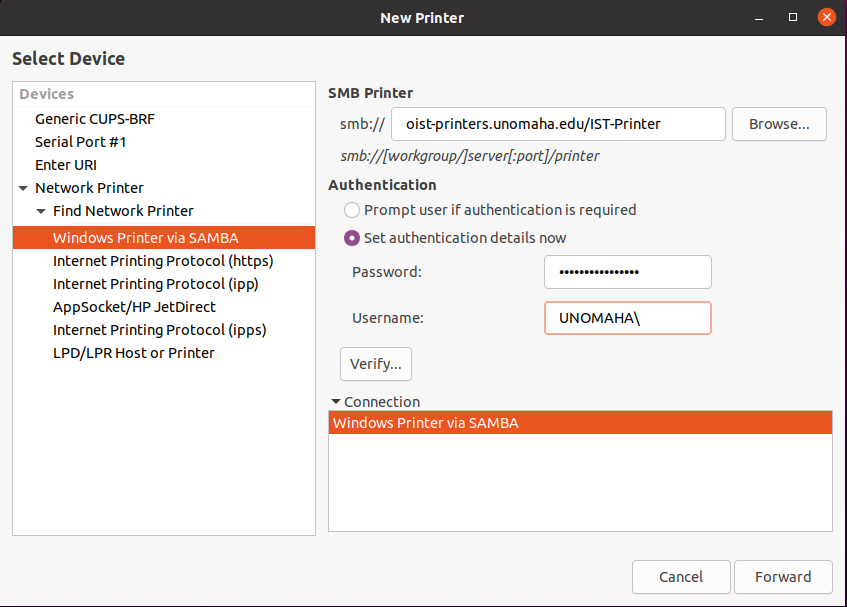 New Printer
Select Device
Devices
Generic CUPS-BRF
Serial Port #1
Enter URI
Network Printer
Find Network Printer
Windows Printer via SAMBA
Internet Printing Protocol (https)
Internet Printing Protocol (ipp)
AppSocket/HP JetDirect
Internet Printing Protocol (ipps)
LPD/LPR Host or Printer
SMB Printer
smb:// oist-printers.unomaha.edu/IST-Printer Browse...
smb://[workgroup/]server[:port]/printer
Authentication
Prompt user if authentication is required
Set authentication details now
Password: ••••••••••••••••
Username: UNOMAHA\
Verify...
Connection
Windows Printer via SAMBA
Cancel Forward